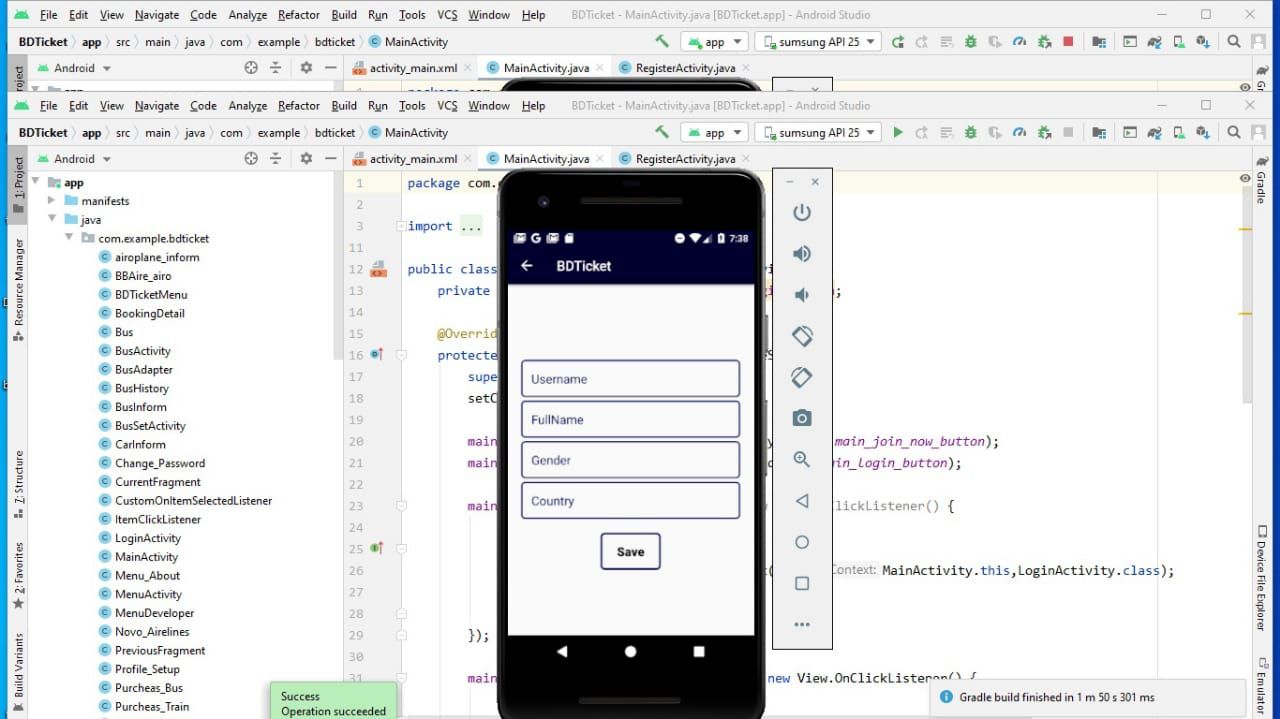 File Edit View Navigate Code Analyze Refactor Build Run Tools VCS Window Help BDTicket - MainActivity.java [BDTicket.app] - Android Studio
BDTicket app src main java com example bdticket MainActivity app sumsung API 25
Android activity_main.xml MainActivity.java RegisterActivity.java
File Edit View Navigate Code Analyze Refactor Build Run Tools VCS Window Help BDTicket - MainActivity.java [BDTicket.app] - Android Studio
BDTicket app src main java com example bdticket MainActivity app sumsung API 25
Android activity_main.xml MainActivity.java RegisterActivity.java
1: Project
Resource Manager
7: Structure
2: Favorites
Build Variants
app
manifests
java
com.example.bdticket
airoplane_inform
BBAire_airo
BDTicketMenu
BookingDetail
Bus
BusActivity
BusAdapter
BusHistory
BusInform
BusSetActivity
CarInform
Change_Password
CurrentFragment
CustomOnItemSelectedListener
ItemClickListener
LoginActivity
MainActivity
Menu_About
MenuActivity
MenuDeveloper
Novo_Airelines
PreviousFragment
Profile_Setup
Purcheas_Bus
Purcheas_Train
1 package com.
2
3 import ...
11
12 public class
13 private ;
14
15 @Overrid
16 protecte
17 supe
18 setC
19
20 main main_join_now_button);
21 main in_login_button);
22
23 main ClickListener() {
24
25
26 Context: MainActivity.this,LoginActivity.class);
27
28
29 });
30
31 main new View.OnClickListener() {
7:38
BDTicket
Username
FullName
Gender
Country
Save
Success
Operation succeeded
Gradle build finished in 1 m 50 s 301 ms
Gradle
Device File Explorer
Emulator